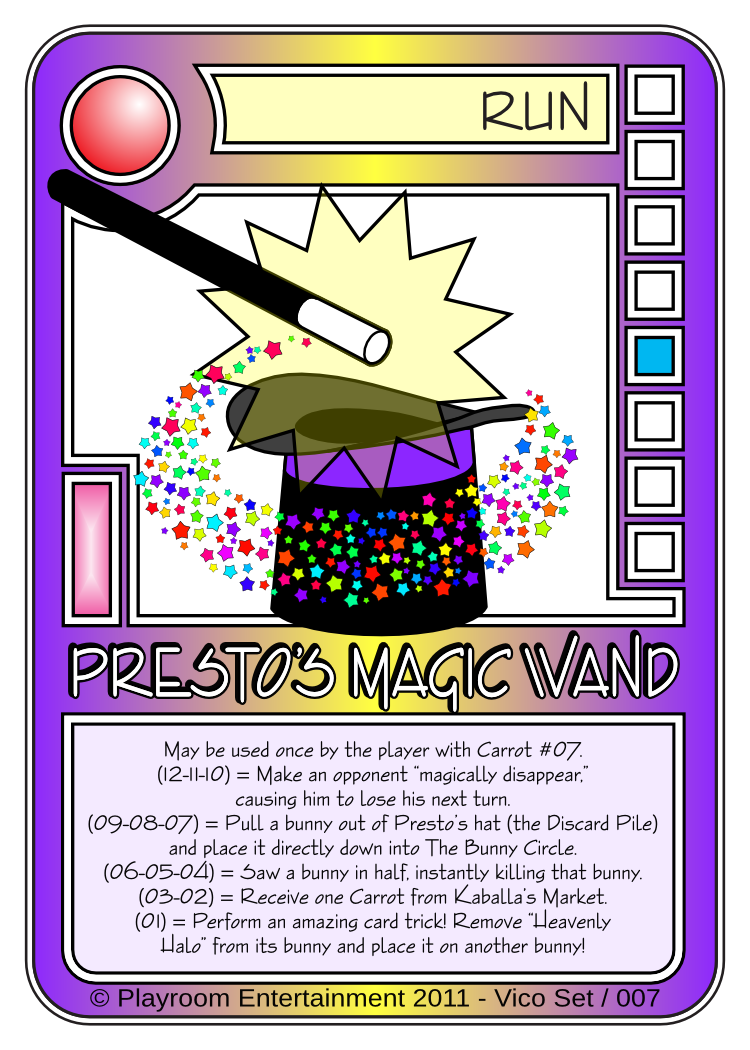 RUN
PRESTO'S MAGIC WAND
May be used once by the player with Carrot #07.
(12-11-10) = Make an opponent "magically disappear,"
causing him to lose his next turn.
(09-08-07) = Pull a bunny out of Presto's hat (the Discard Pile)
and place it directly down into The Bunny Circle.
(06-05-04) = Saw a bunny in half, instantly killing that bunny.
(03-02) = Receive one Carrot from Kaballa's Market.
(01) = Perform an amazing card trick! Remove "Heavenly
Halo" from its bunny and place it on another bunny!
© Playroom Entertainment 2011 - Vico Set / 007